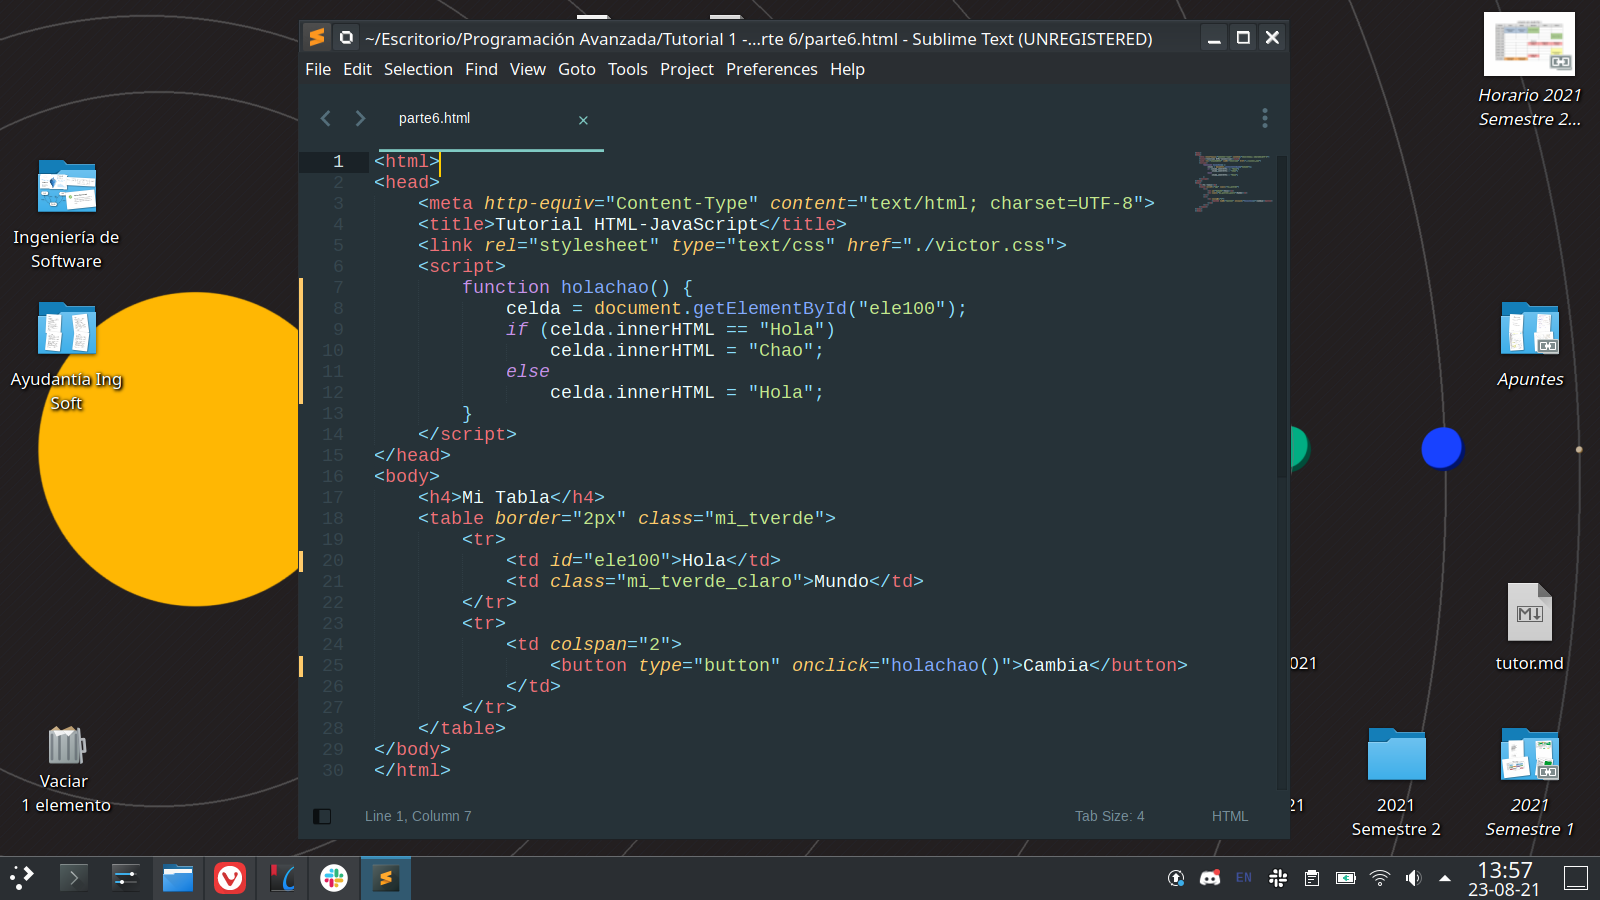 ~/Escritorio/Programación Avanzada/Tutorial 1 -...rte 6/parte6.html - Sublime Text (UNREGISTERED)
File Edit Selection Find View Goto Tools Project Preferences Help
parte6.html
1 <html>
2 <head>
3 <meta http-equiv="Content-Type" content="text/html; charset=UTF-8">
4 <title>Tutorial HTML-JavaScript</title>
5 <link rel="stylesheet" type="text/css" href="./victor.css">
6 <script>
7 function holachao() {
8 celda = document.getElementById("ele100");
9 if (celda.innerHTML == "Hola")
10 celda.innerHTML = "Chao";
11 else
12 celda.innerHTML = "Hola";
13 }
14 </script>
15 </head>
16 <body>
17 <h4>Mi Tabla</h4>
18 <table border="2px" class="mi_tverde">
19 <tr>
20 <td id="ele100">Hola</td>
21 <td class="mi_tverde_claro">Mundo</td>
22 </tr>
23 <tr>
24 <td colspan="2">
25 <button type="button" onclick="holachao()">Cambia</button>
26 </td>
27 </tr>
28 </table>
29 </body>
30 </html>
Line 1, Column 7
Tab Size: 4
HTML
Ingeniería de
Software
Ayudantía Ing
Soft
Vaciar
1 elemento
Horario 2021
Semestre 2...
Apuntes
M
tutor.md
021
21
2021
Semestre 2
2021
Semestre 1
EN
13:57
23-08-21